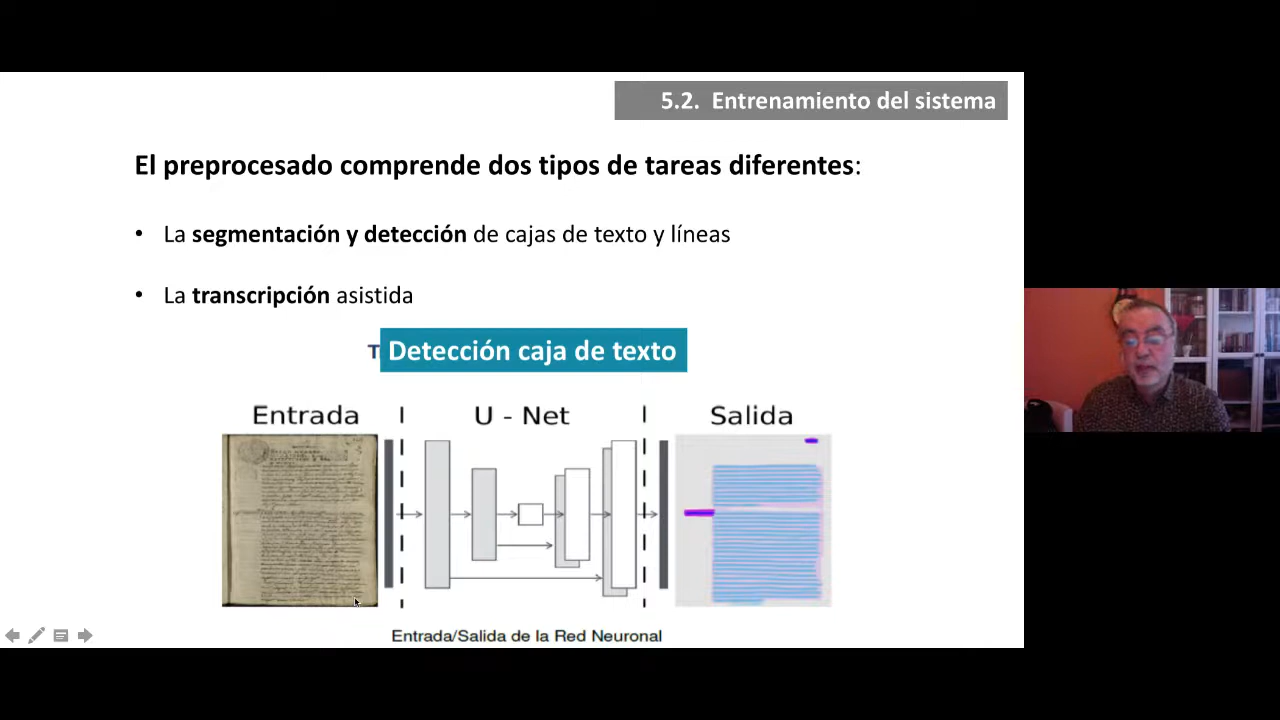 5.2. Entrenamiento del sistema
El preprocesado comprende dos tipos de tareas diferentes:
• La segmentación y detección de cajas de texto y líneas
• La transcripción asistida
T Detección caja de texto
Entrada
U - Net
Salida
Entrada/Salida de la Red Neuronal